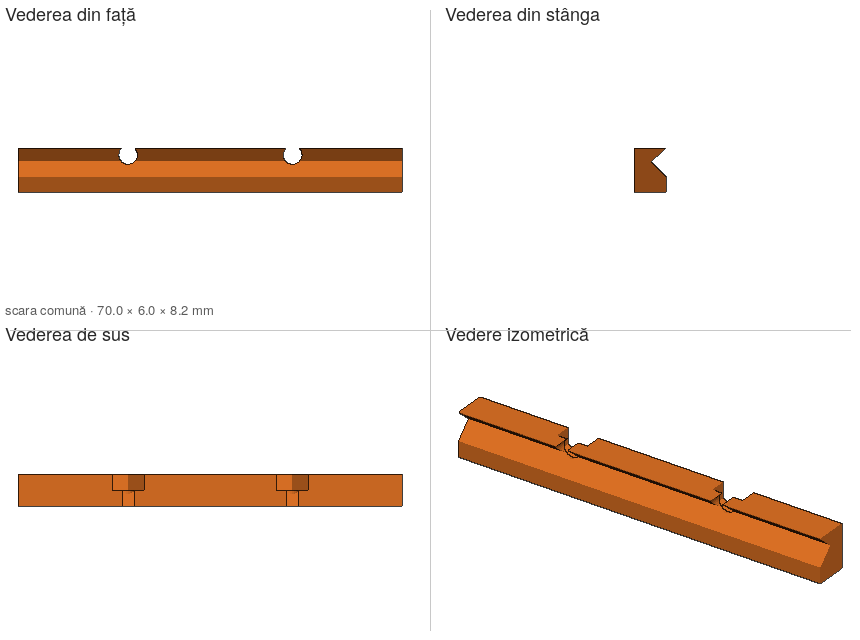 Vederea din față
Vederea din stânga
scara comună · 70.0 × 6.0 × 8.2 mm
Vederea de sus
Vedere izometrică